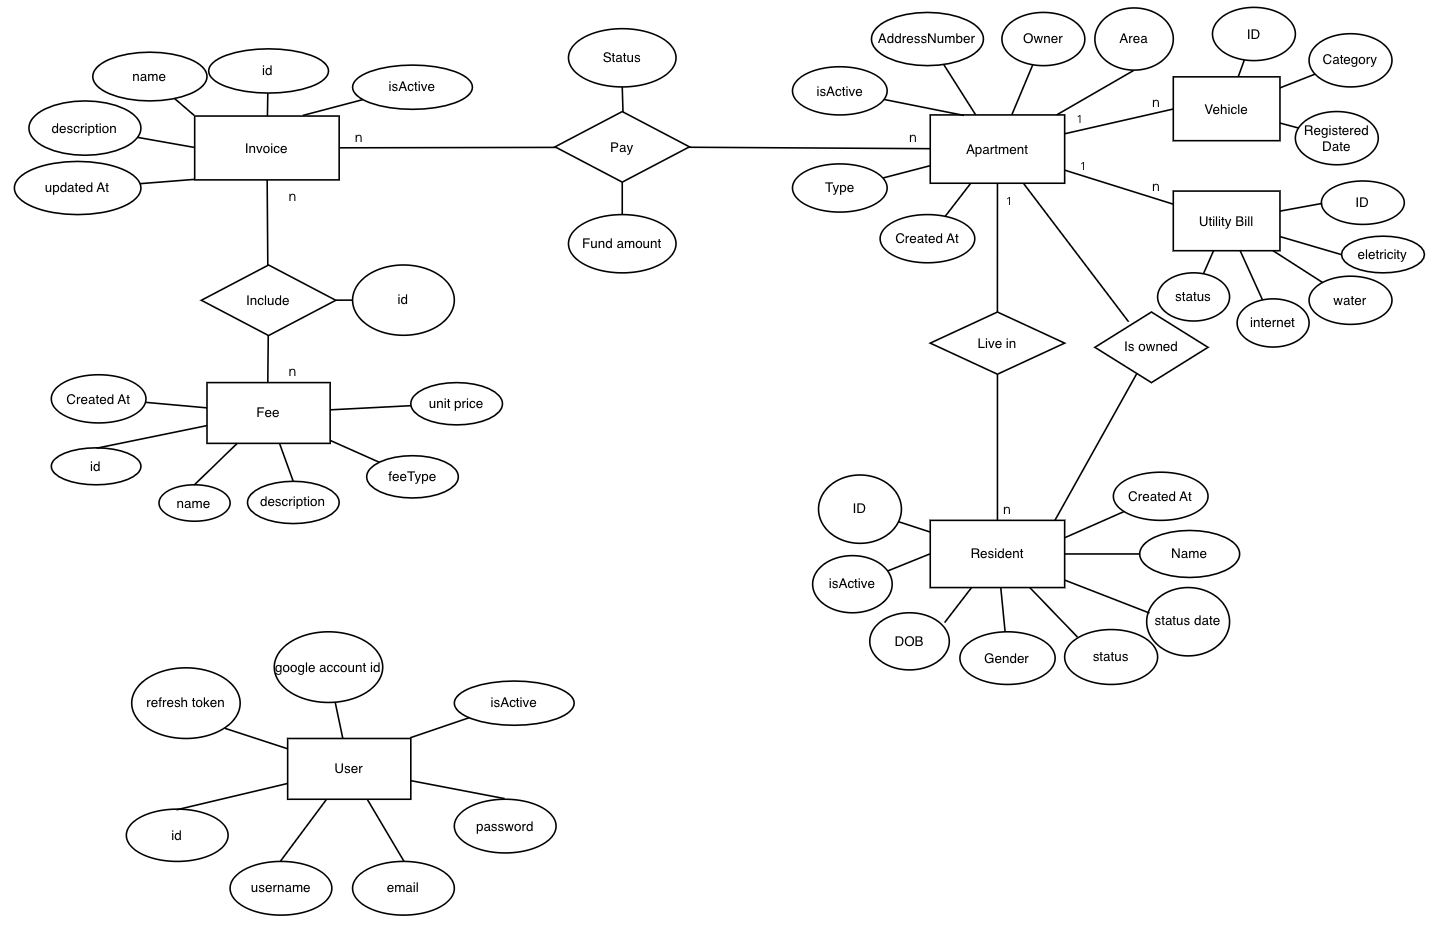 name
id
isActive
description
updated At
Invoice
n
n
Status
Pay
Fund amount
n
AddressNumber
Owner
Area
isActive
Type
Created At
Apartment
1
n
1
n
1
ID
Category
Registered
Date
Vehicle
Utility Bill
ID
eletricity
water
internet
status
Include
id
n
Fee
Created At
id
name
description
feeType
unit price
Live in
Is owned
n
Resident
ID
isActive
DOB
Gender
status
status date
Name
Created At
google account id
refresh token
isActive
User
id
username
email
password